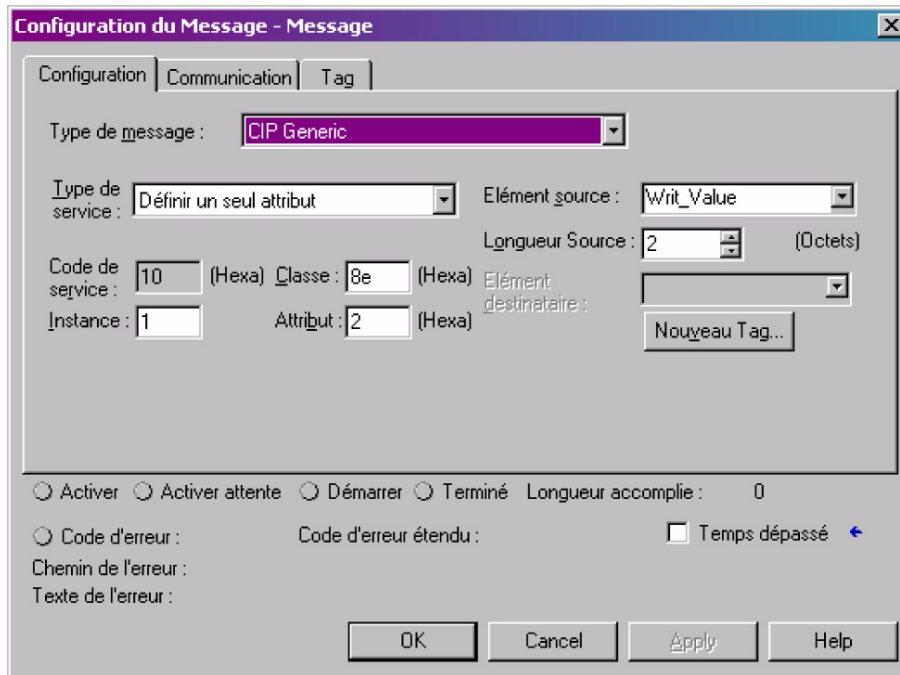 Configuration du Message - Message
Configuration Communication Tag
Type de message : CIP Generic
Type de service : Définir un seul attribut
Elément source : Writ_Value
Longueur Source : 2 (Octets)
Code de service : 10 (Hexa) Classe : 8e (Hexa)
Elément destinataire :
Instance : 1 Attribut : 2 (Hexa)
Nouveau Tag...
Activer Activer attente Démarrer Terminé Longueur accomplie : 0
Code d'erreur : Code d'erreur étendu : Temps dépassé
Chemin de l'erreur :
Texte de l'erreur :
OK Cancel Apply Help